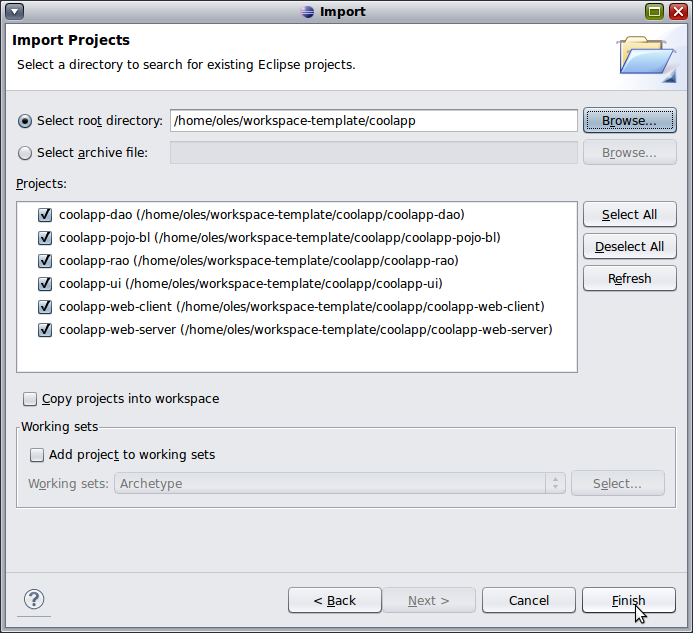 Import
Import Projects
Select a directory to search for existing Eclipse projects.
Select root directory: /home/oles/workspace-template/coolapp Browse...
Select archive file: Browse...
Projects:
coolapp-dao (/home/oles/workspace-template/coolapp/coolapp-dao)
coolapp-pojo-bl (/home/oles/workspace-template/coolapp/coolapp-pojo-bl)
coolapp-rao (/home/oles/workspace-template/coolapp/coolapp-rao)
coolapp-ui (/home/oles/workspace-template/coolapp/coolapp-ui)
coolapp-web-client (/home/oles/workspace-template/coolapp/coolapp-web-client)
coolapp-web-server (/home/oles/workspace-template/coolapp/coolapp-web-server)
Select All
Deselect All
Refresh
Copy projects into workspace
Working sets
Add project to working sets
Working sets: Archetype Select...
? < Back Next > Cancel Finish